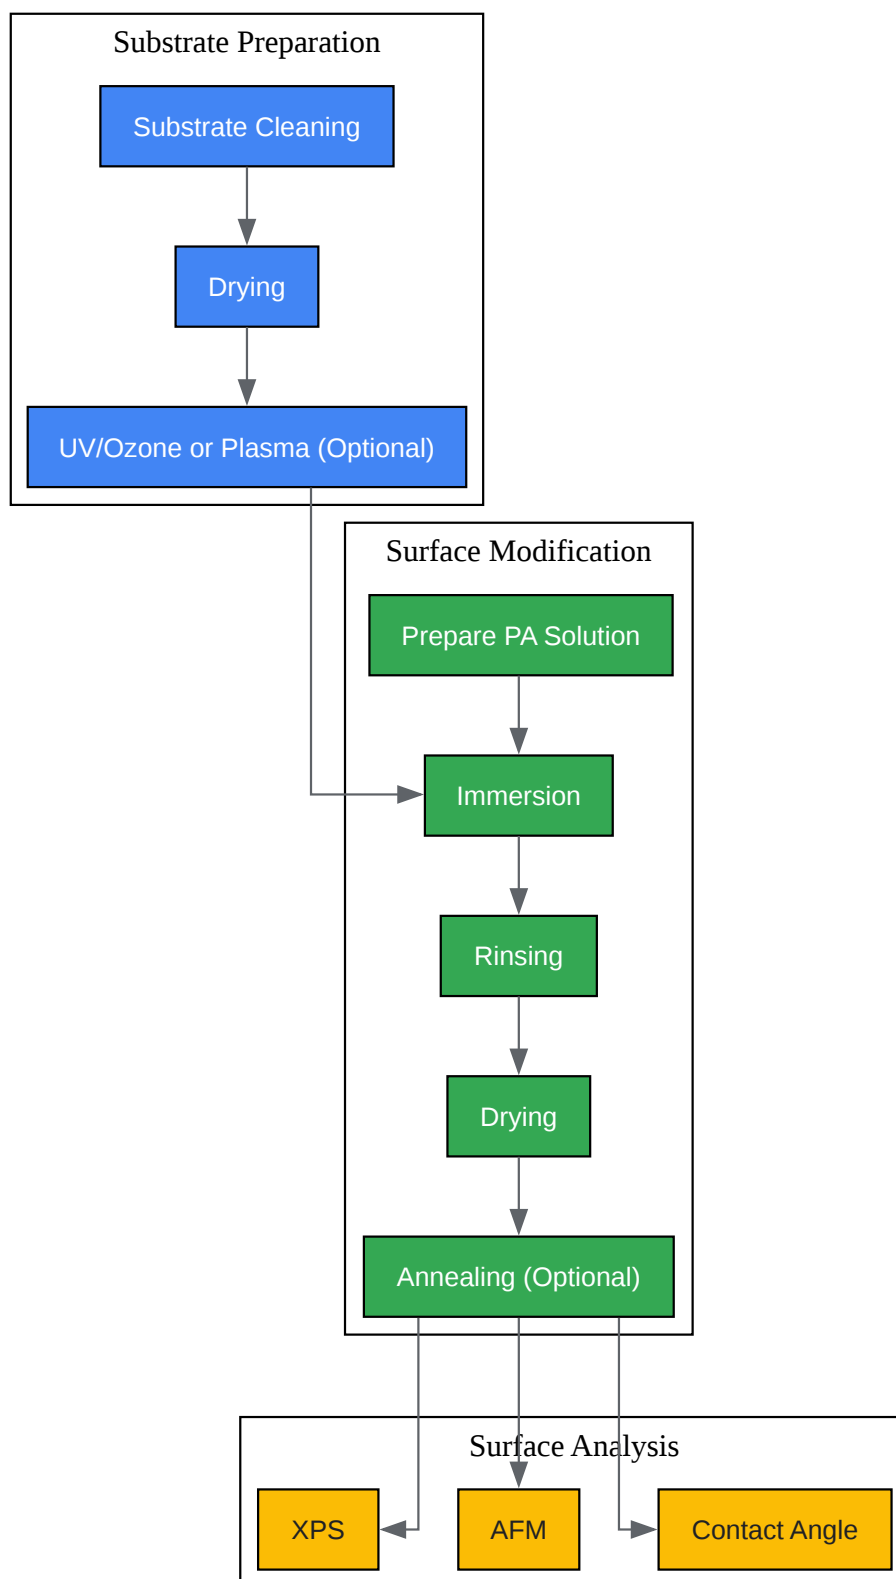 Substrate Preparation
Substrate Cleaning
Drying
UV/Ozone or Plasma (Optional)
Surface Modification
Prepare PA Solution
Immersion
Rinsing
Drying
Annealing (Optional)
Surface Analysis
XPS
AFM
Contact Angle